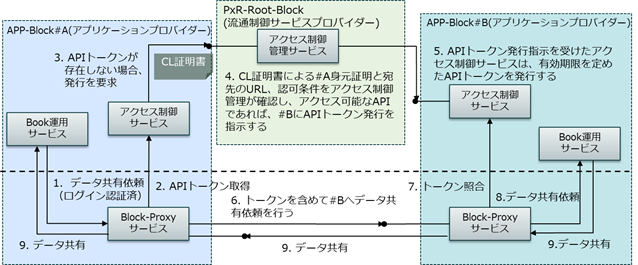 APP-Block#A(アプリケーションプロバイダー)
PxR-Root-Block
(流通制御サービスプロバイダー)
APP-Block#B(アプリケーションプロバイダー)
3. APIトークンが
存在しない場合、
発行を要求
CL証明書
アクセス制御
管理サービス
4. CL証明書による#A身元証明と宛
先のURL、認可条件をアクセス制御
管理が確認し、アクセス可能なAPI
であれば、#BにAPIトークン発行を
指示する
5. APIトークン発行指示を受けたアク
セス制御サービスは、有効期限を定め
たAPIトークンを発行する
アクセス制御
サービス
アクセス制御
サービス
Book運用
サービス
Book運用
サービス
1. データ共有依頼
(ログイン認証済)
2. APIトークン取得
7. トークン照合
8.データ共有依頼
6. トークンを含めて#Bへデータ共
有依頼を行う
Block-Proxy
サービス
Block-Proxy
サービス
9. データ共有
9. データ共有
9.データ共有